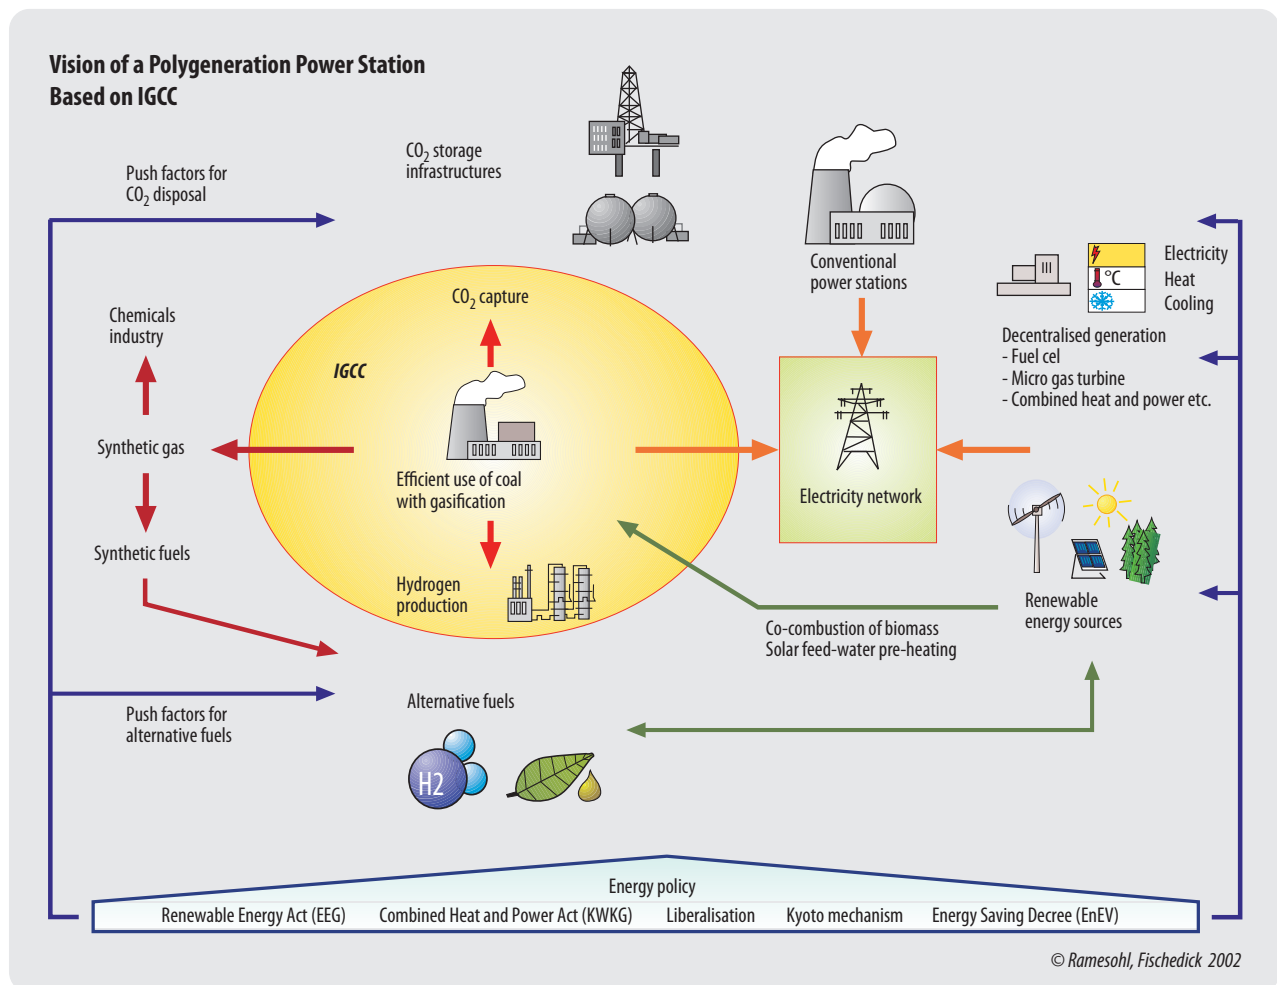 Vision of a Polygeneration Power Station
Based on IGCC
CO2 storage
infrastructures
Push factors for
CO2 disposal
Conventional
power stations
Electricity
°C
Heat
Cooling
Decentralised generation
- Fuel cel
- Micro gas turbine
- Combined heat and power etc.
CO2 capture
Chemicals
industry
IGCC
Synthetic gas
Efficient use of coal
with gasification
Electricity network
Synthetic fuels
Hydrogen
production
Renewable
energy sources
Co-combustion of biomass
Solar feed-water pre-heating
Push factors for
alternative fuels
Alternative fuels
H2
Energy policy
Renewable Energy Act (EEG) Combined Heat and Power Act (KWKG) Liberalisation Kyoto mechanism Energy Saving Decree (EnEV)
© Ramesohl, Fischedick 2002